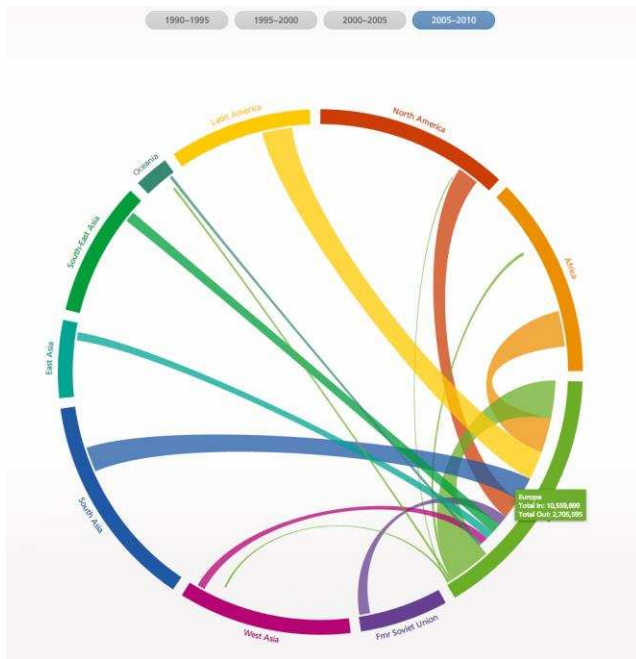 1990–1995
1995–2000
2000–2005
2005–2010
Latin America
North America
Oceania
South-East Asia
Africa
East Asia
Europe
Total In: 10,559,899
Total Out: 2,705,595
South Asia
Fmr Soviet Union
West Asia